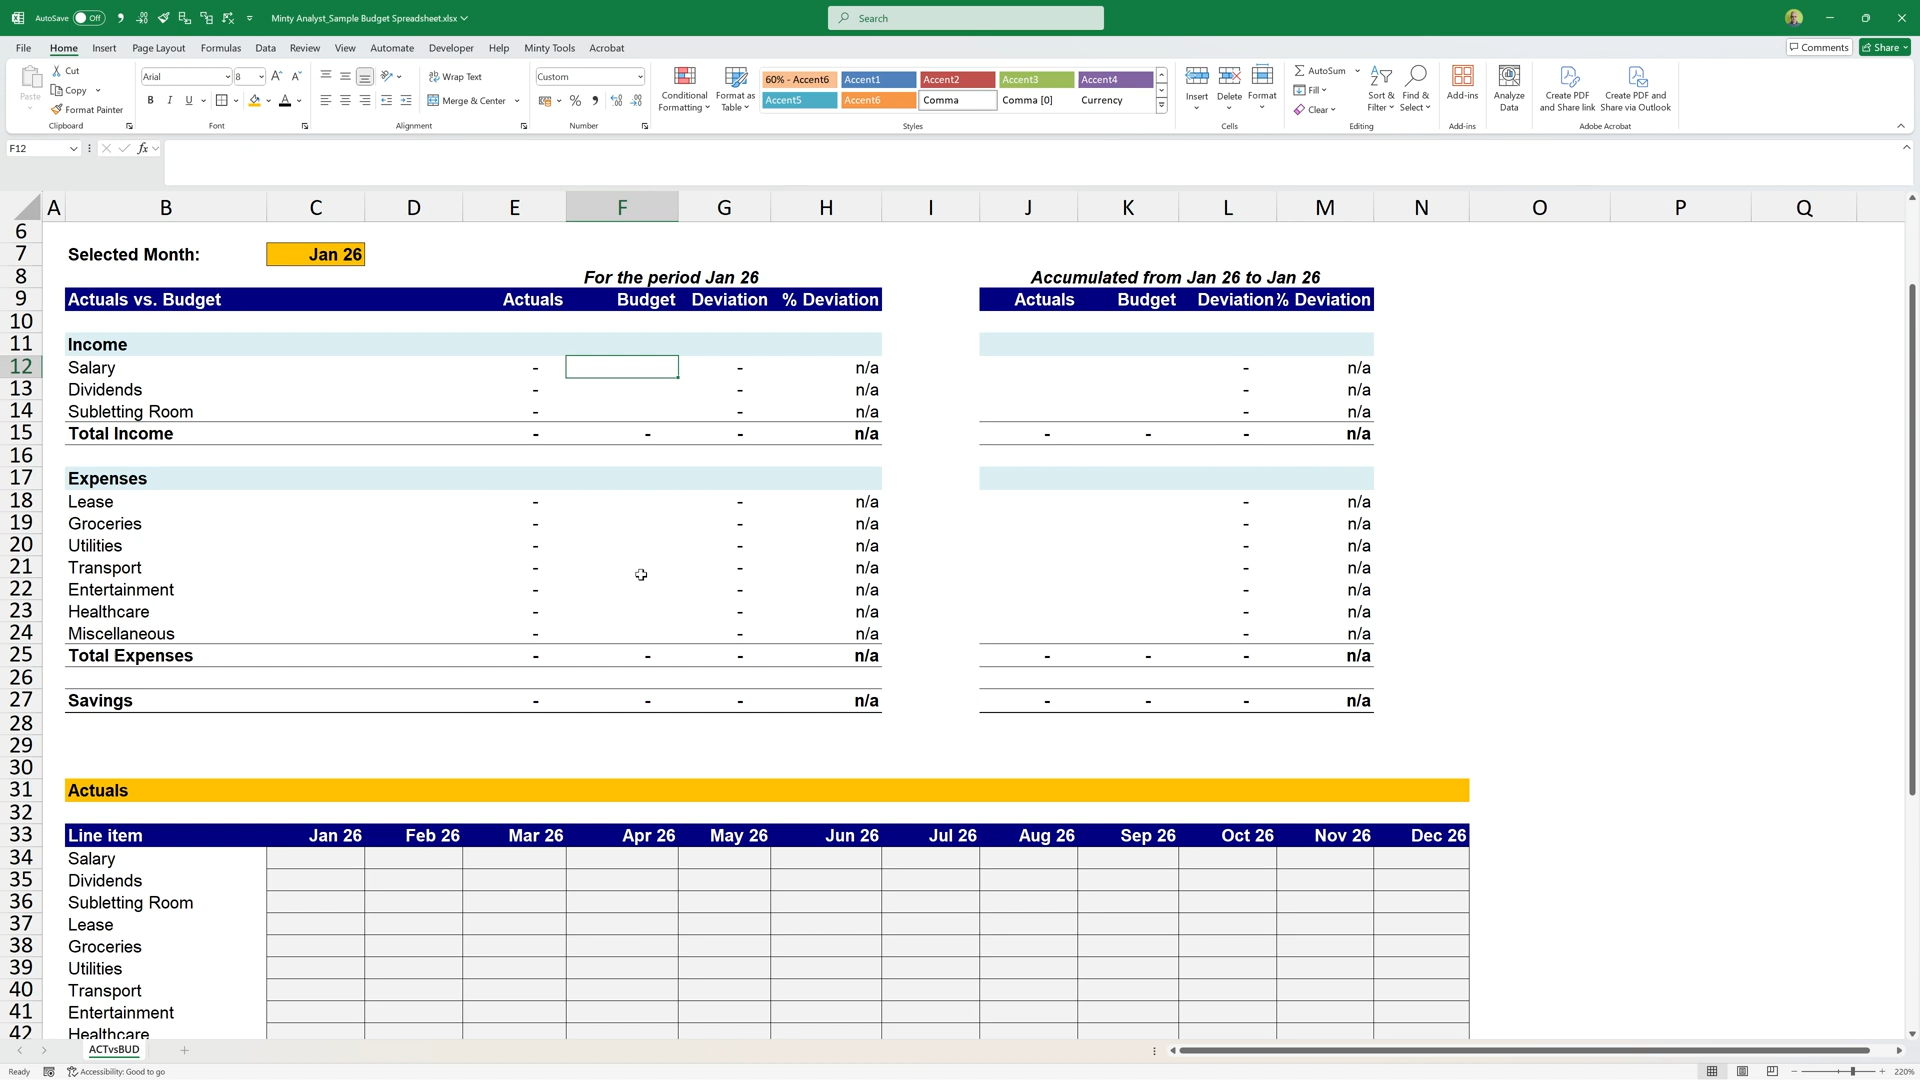 AutoSave Off Minty Analyst_Sample Budget Spreadsheet.xlsx Search
File Home Insert Page Layout Formulas Data Review View Automate Developer Help Minty Tools Acrobat Comments Share
Paste Cut Copy Format Painter Clipboard
Arial 8 B I U Font
Wrap Text Merge & Center Alignment
Custom % Number
Conditional Formatting Format as Table
60% - Accent6 Accent1 Accent2 Accent3 Accent4
Accent5 Accent6 Comma Comma [0] Currency
Styles
Insert Delete Format Cells
AutoSum Fill Clear Sort & Filter Find & Select Editing
Add-ins Add-ins
Analyze Data
Create PDF and Share link Create PDF and Share via Outlook Adobe Acrobat
F12 fx
A B C D E F G H I J K L M N O P Q
6
7 Selected Month: Jan 26
8 For the period Jan 26 Accumulated from Jan 26 to Jan 26
9 Actuals vs. Budget Actuals Budget Deviation % Deviation Actuals Budget Deviation % Deviation
10
11 Income
12 Salary - - n/a - n/a
13 Dividends - - n/a - n/a
14 Subletting Room - - n/a - n/a
15 Total Income - - - n/a - - - n/a
16
17 Expenses
18 Lease - - n/a - n/a
19 Groceries - - n/a - n/a
20 Utilities - - n/a - n/a
21 Transport - - n/a - n/a
22 Entertainment - - n/a - n/a
23 Healthcare - - n/a - n/a
24 Miscellaneous - - n/a - n/a
25 Total Expenses - - - n/a - - - n/a
26
27 Savings - - - n/a - - - n/a
28
29
30
31 Actuals
32
33 Line item Jan 26 Feb 26 Mar 26 Apr 26 May 26 Jun 26 Jul 26 Aug 26 Sep 26 Oct 26 Nov 26 Dec 26
34 Salary
35 Dividends
36 Subletting Room
37 Lease
38 Groceries
39 Utilities
40 Transport
41 Entertainment
42 Healthcare
ACTvsBUD
Ready Accessibility: Good to go 220%